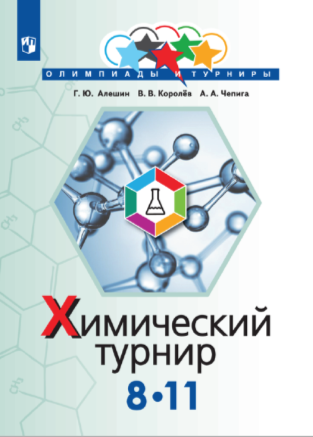 ОЛИМПИАДЫ И ТУРНИРЫ
Г. Ю. Алешин В. В. Королёв А. А. Чепига
Химический
турнир
8•11